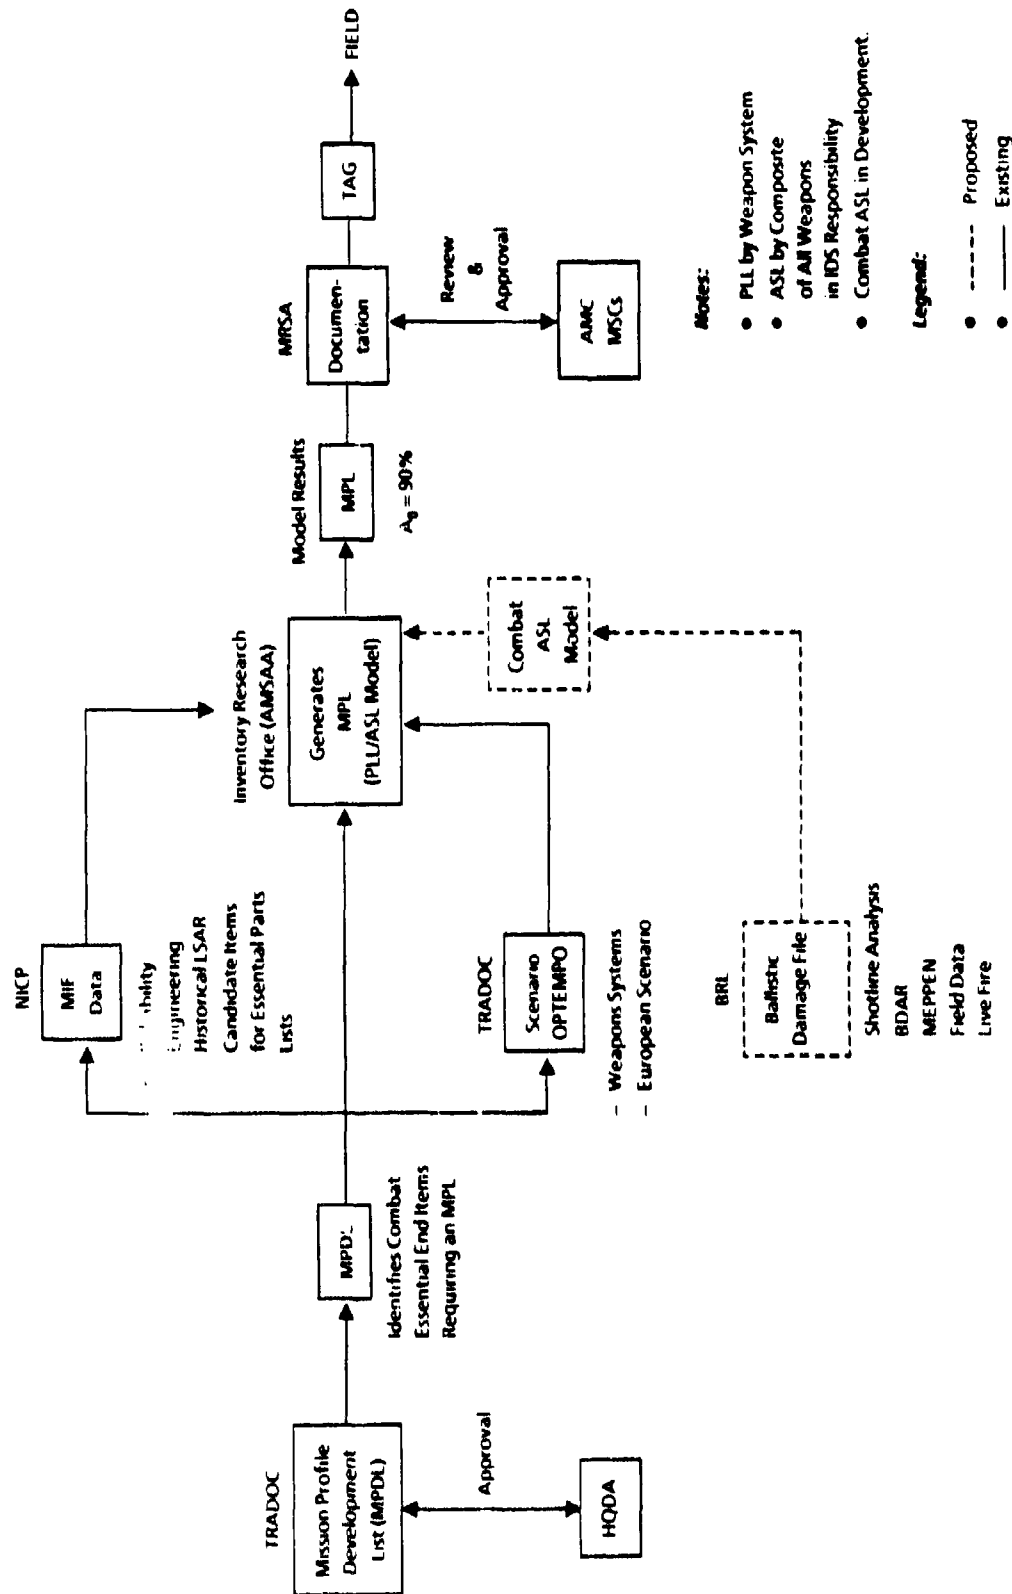 TRADOC
Mission Profile
Development
List (MPDL)
Approval
HQDA
MPDL
Identifies Combat
Essential End Items
Requiring an MPL
NICP
MIF
Data
Engineering
Historical LSAR
Candidate Items
for Essential Parts
Lists
TRADOC
Scenario
OPTEMPO
– Weapons Systems
– European Scenario
BRL
Ballistic
Damage File
Shotline Analysis
BDAR
MEPPEN
Field Data
Live Fire
Inventory Research
Office (AMSAA)
Generates
MPL
(PLL/ASL Model)
Combat
ASL
Model
Model Results
MPL
A₀ = 90%
MRSA
Documen-
tation
Review
&
Approval
AMC
MSCs
TAG
FIELD
Notes:
● PLL by Weapon System
● ASL by Composite
of All Weapons
in IDS Responsibility
● Combat ASL in Development.
Legend:
● ----- Proposed
● —— Existing